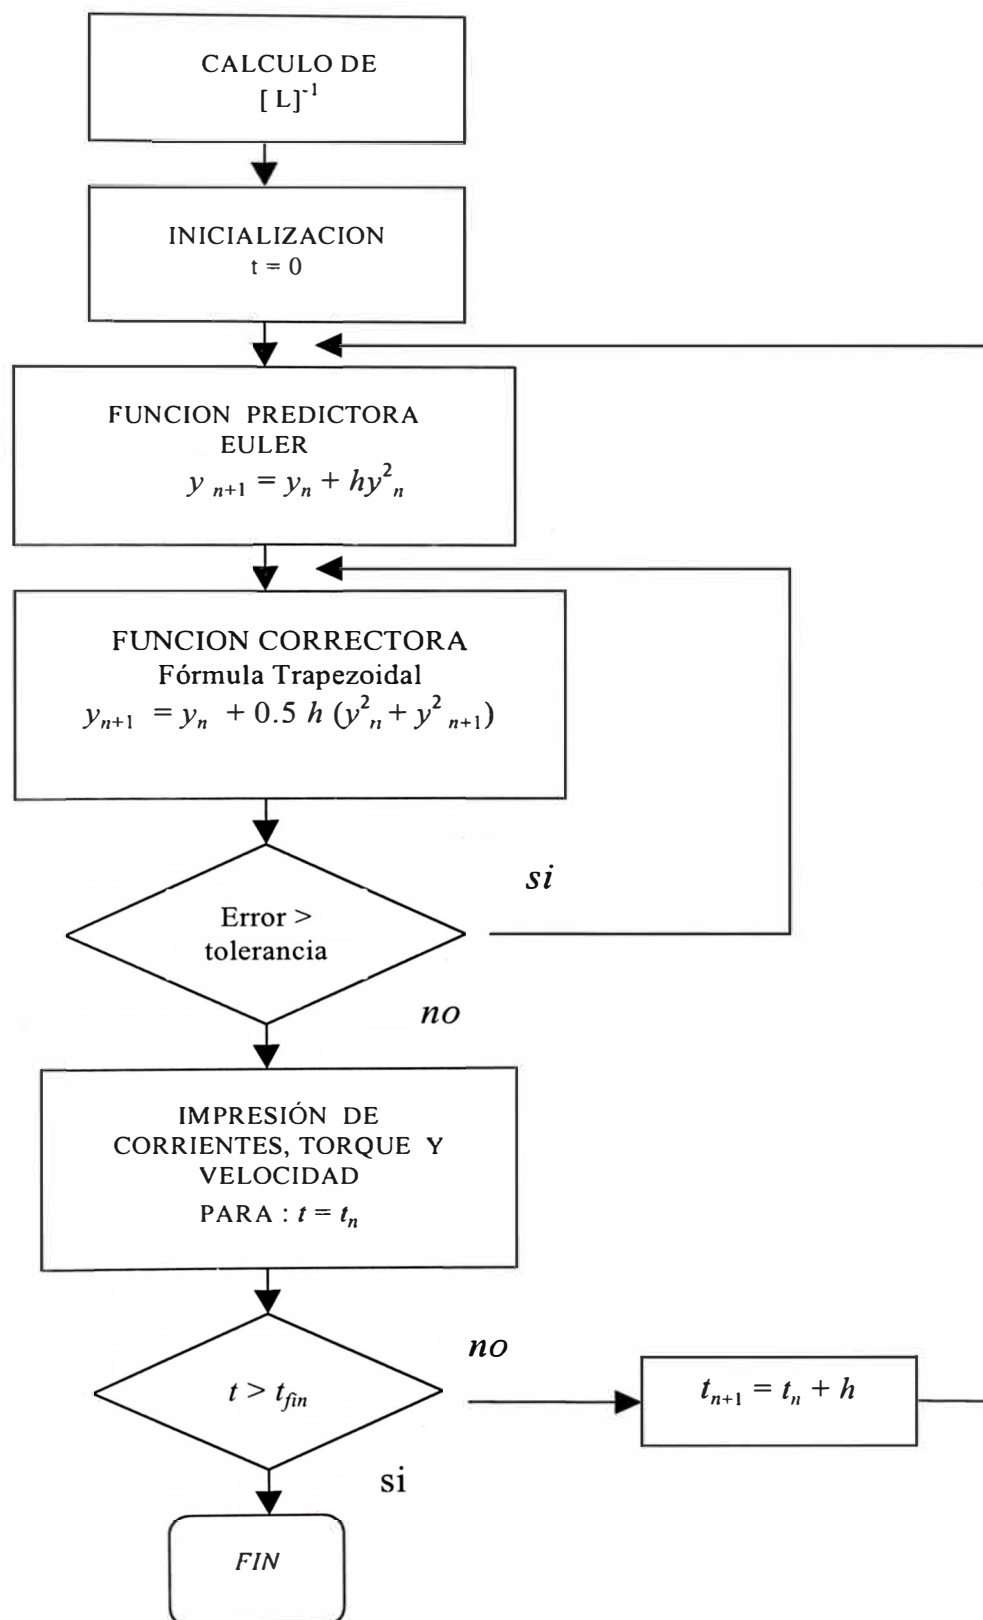 CALCULO DE
[ L]⁻¹
INICIALIZACION
t = 0
FUNCION PREDICTORA
EULER
y ₙ₊₁ = yₙ + hy²ₙ
FUNCION CORRECTORA
Fórmula Trapezoidal
yₙ₊₁ = yₙ + 0.5 h (y²ₙ + y² ₙ₊₁)
Error >
tolerancia
si
no
IMPRESIÓN DE
CORRIENTES, TORQUE Y
VELOCIDAD
PARA : t = tₙ
t > t_fin
no
tₙ₊₁ = tₙ + h
si
FIN